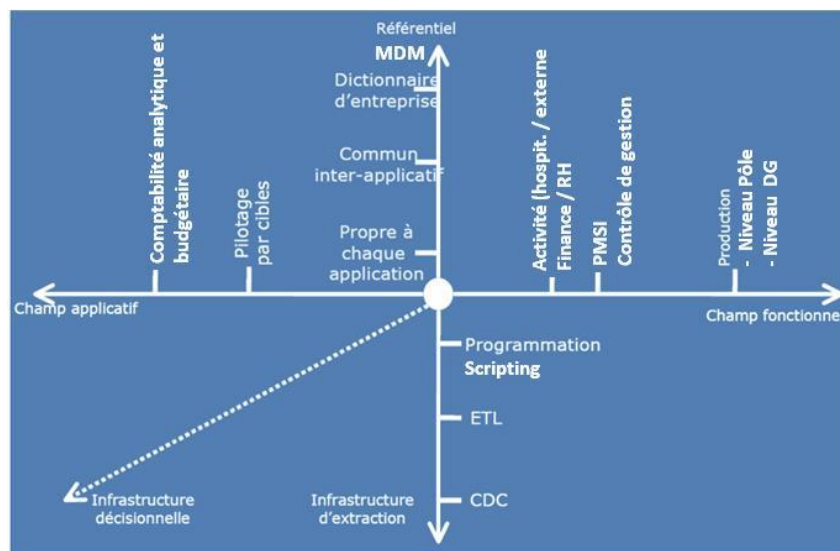 Référentiel
MDM
Dictionnaire
d'entreprise
Commun
inter-applicatif
Propre à
chaque
application
Comptabilité analytique et
budgétaire
Pilotage
par cibles
Activité (hospit. / externe
Finance / RH
PMSI
Contrôle de gestion
Production
- Niveau Pôle
- Niveau DG
Champ applicatif
Champ fonctionne
Programmation
Scripting
ETL
CDC
Infrastructure
décisionnelle
Infrastructure
d'extraction